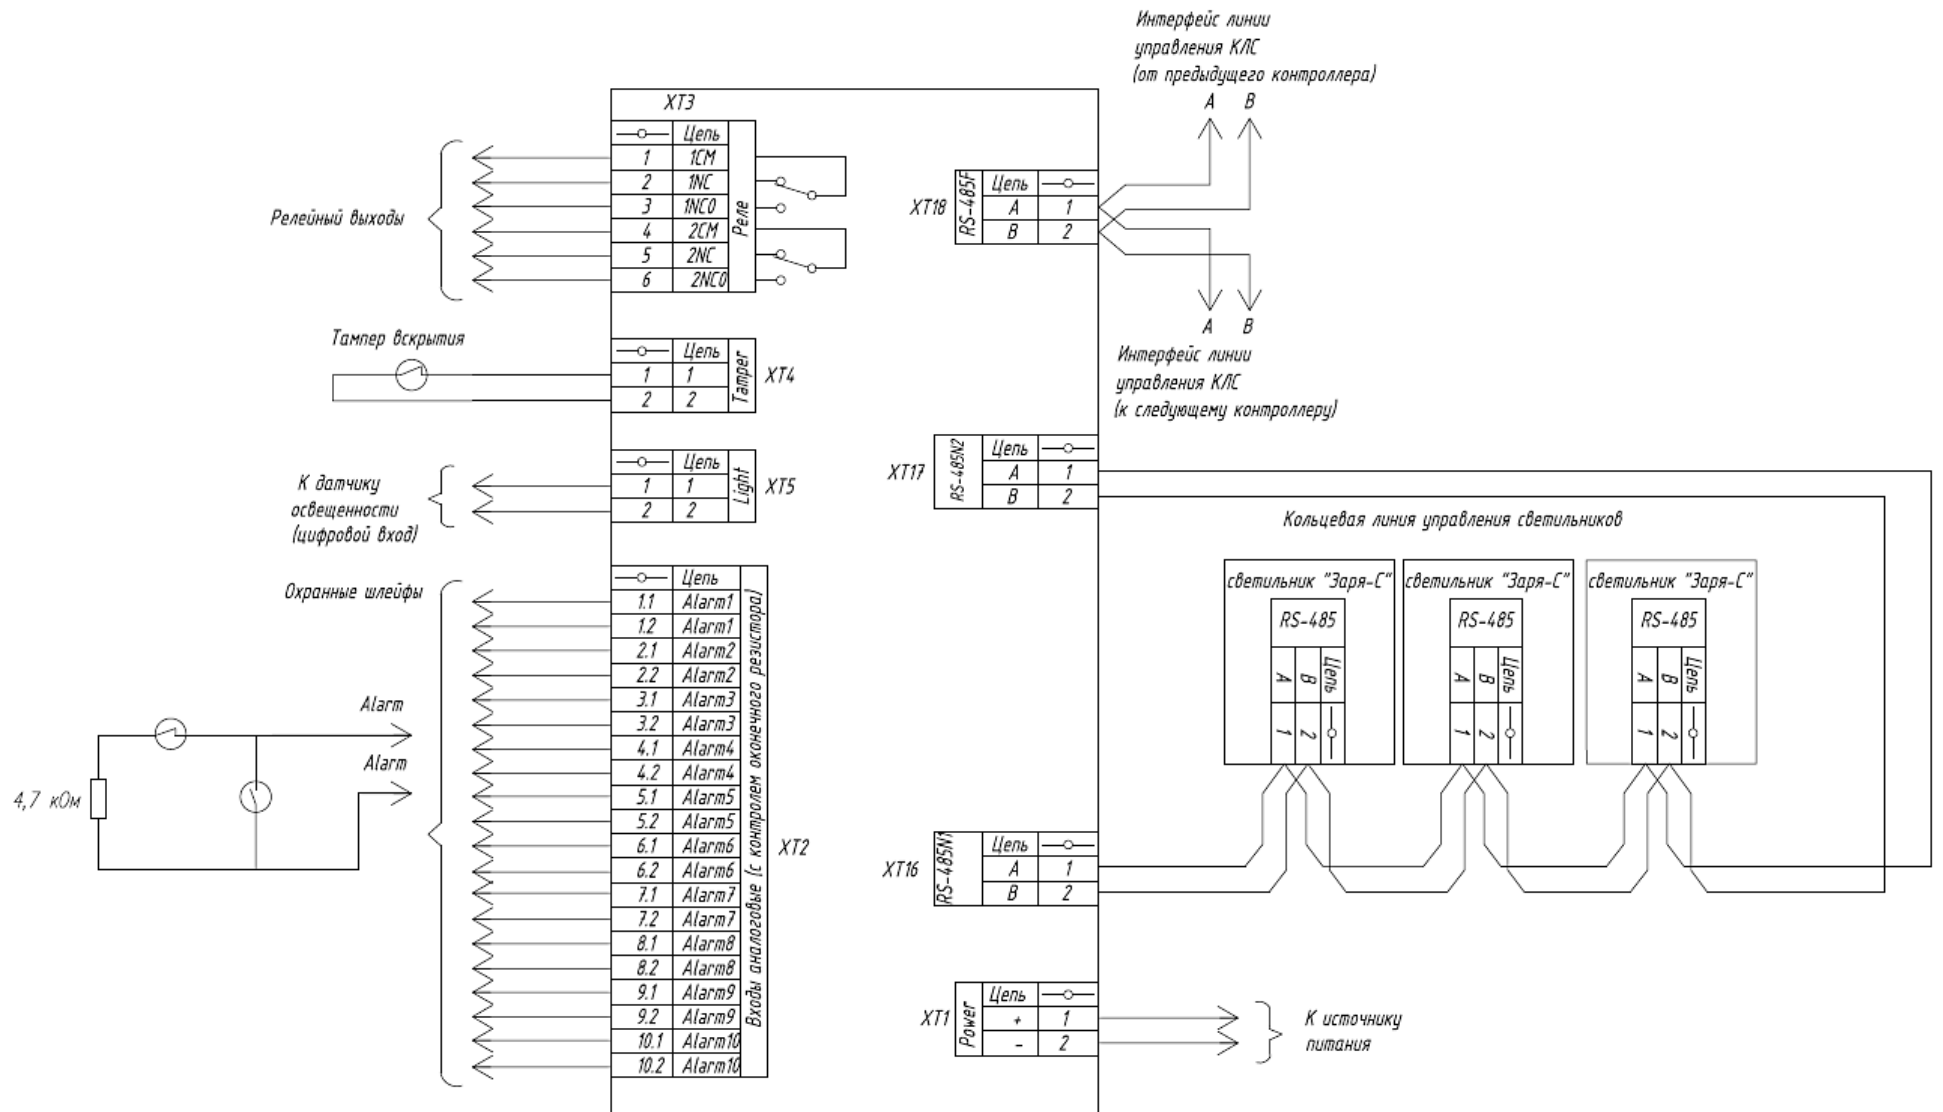 Интерфейс линии
управления КЛС
(от предыдущего контроллера)
A B
XT3
Цепь
1 1CM
2 1NC
3 1NCO
4 2CM
5 2NC
6 2NCO
Реле
Релейный выходы
XT18
RS-485F
Цепь
A 1
B 2
A B
Интерфейс линии
управления КЛС
(к следующему контроллеру)
Тампер вскрытия
Цепь
1 1
2 2
Tamper
XT4
К датчику
освещенности
(цифровой вход)
Цепь
1 1
2 2
Light
XT5
XT17
RS-485N2
Цепь
A 1
B 2
Кольцевая линия управления светильников
светильник "Заря-С"
RS-485
A B Цепь
1 2
светильник "Заря-С"
RS-485
A B Цепь
1 2
светильник "Заря-С"
RS-485
A B Цепь
1 2
Охранные шлейфы
Цепь
1.1 Alarm1
1.2 Alarm1
2.1 Alarm2
2.2 Alarm2
3.1 Alarm3
3.2 Alarm3
4.1 Alarm4
4.2 Alarm4
5.1 Alarm5
5.2 Alarm5
6.1 Alarm6
6.2 Alarm6
7.1 Alarm7
7.2 Alarm7
8.1 Alarm8
8.2 Alarm8
9.1 Alarm9
9.2 Alarm9
10.1 Alarm10
10.2 Alarm10
Входы аналоговые (с контролем оконечного резистора)
XT2
Alarm
Alarm
4,7 кОм
XT16
RS-485N1
Цепь
A 1
B 2
XT1
Power
Цепь
+ 1
- 2
К источнику
питания